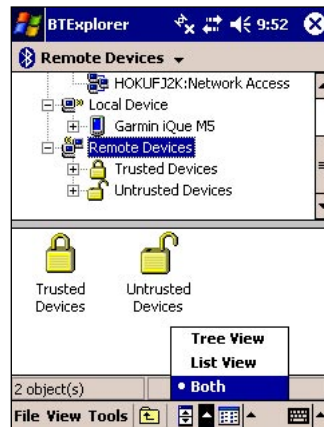 BTExplorer 9:52
Remote Devices
HOKUFJ2K:Network Access
Local Device
Garmin iQue M5
Remote Devices
Trusted Devices
Untrusted Devices
Trusted Devices
Untrusted Devices
Tree View
List View
Both
2 object(s)
File View Tools